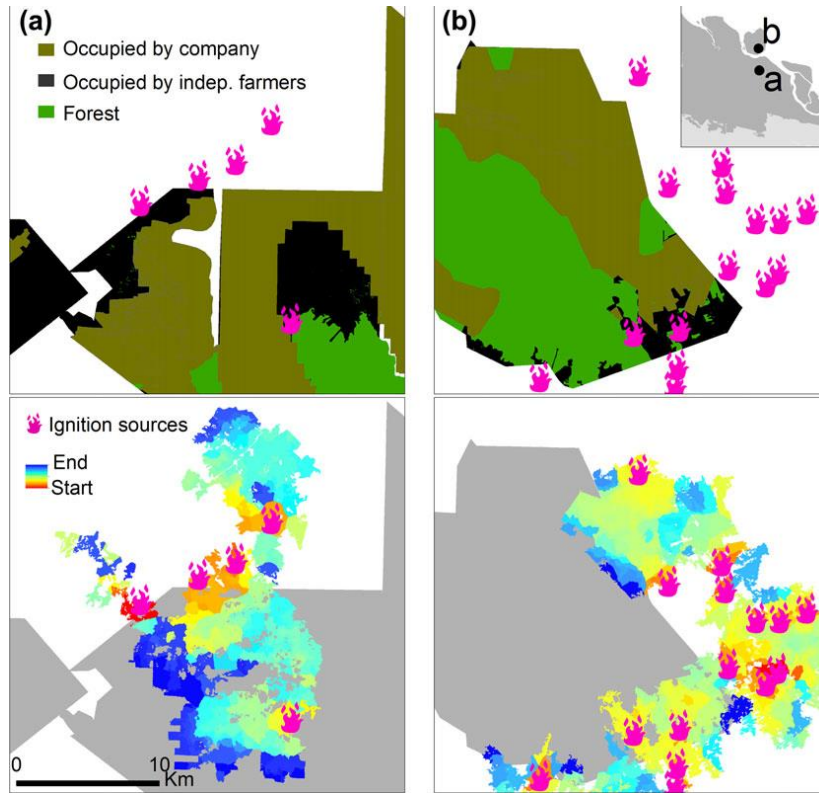 (a)
Occupied by company
Occupied by indep. farmers
Forest
(b)
b
a
Ignition sources
End
Start
0 10
Km